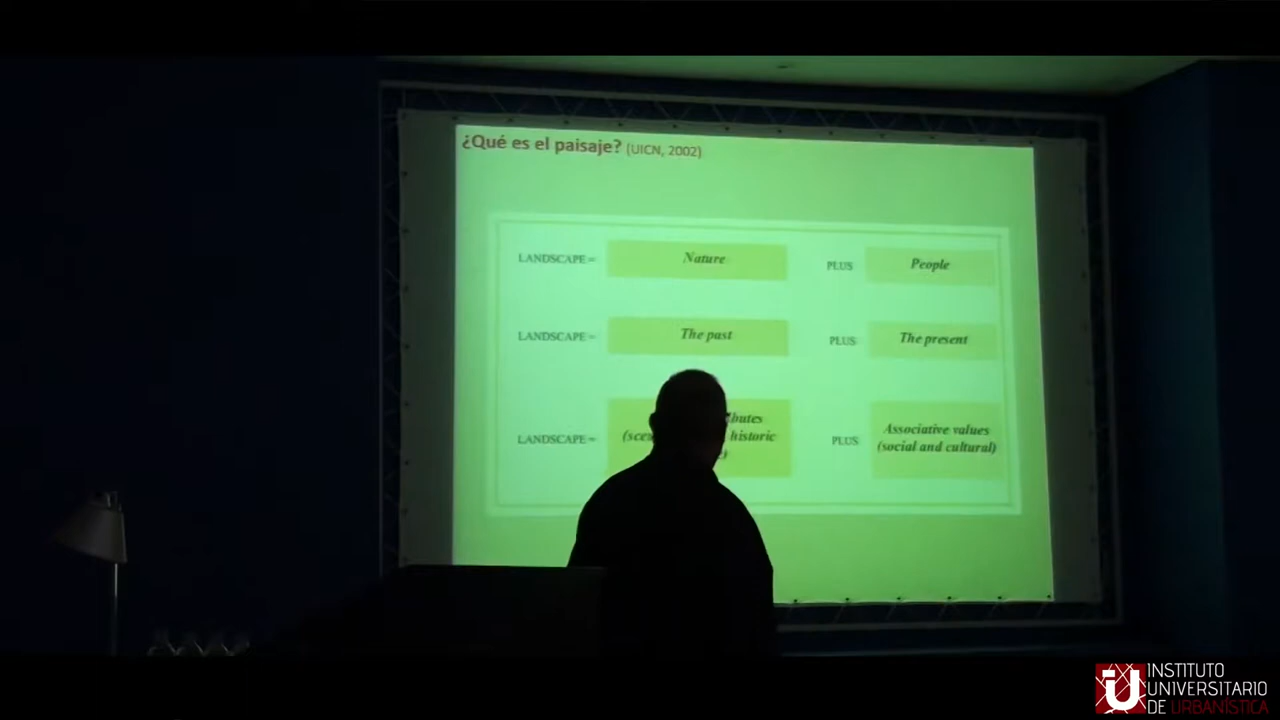 ¿Qué es el paisaje? (UICN, 2002)
LANDSCAPE= Nature PLUS People
LANDSCAPE= The past PLUS The present
LANDSCAPE= PLUS
historic
Associative values
(social and cultural)
INSTITUTO
UNIVERSITARIO
DE URBANÍSTICA